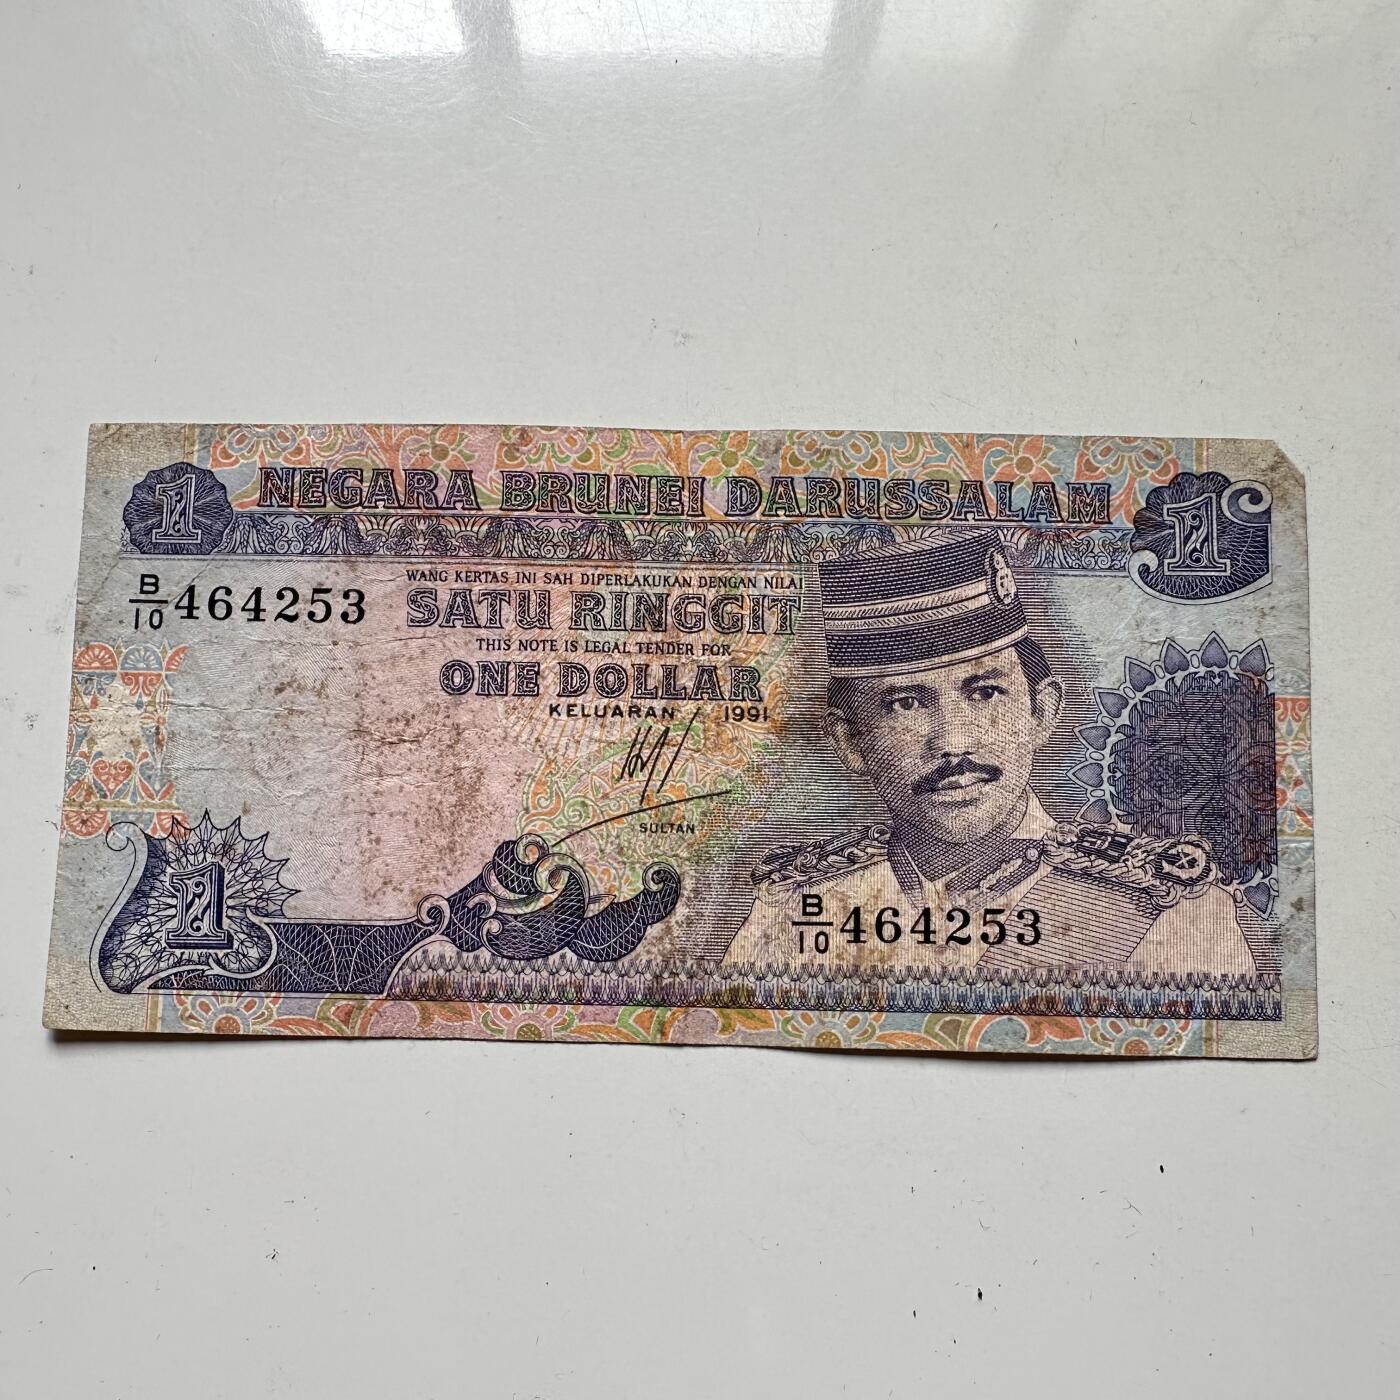 1 NEGARA BRUNEI DARUSSALAM 1
WANG KERTAS INI SAH DIPERLAKUKAN DENGAN NILAI
B/10 464253
SATU RINGGIT
THIS NOTE IS LEGAL TENDER FOR
ONE DOLLAR
KELUARAN 1991
SULTAN
1
B/10 464253